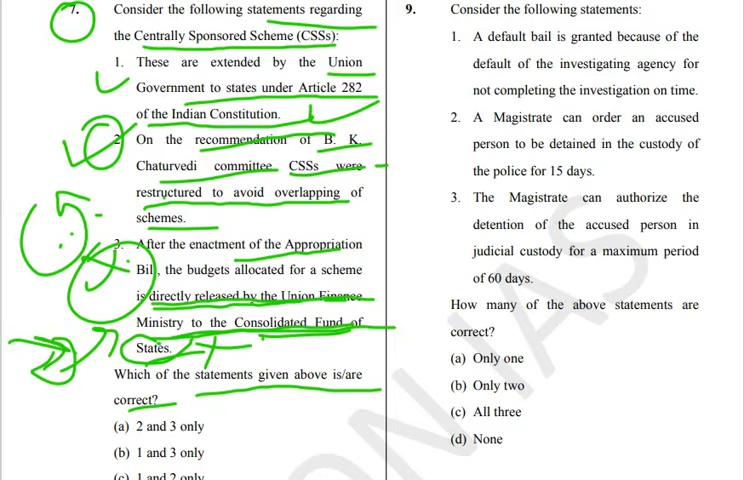 7. Consider the following statements regarding
the Centrally Sponsored Scheme (CSSs):
1. These are extended by the Union
Government to states under Article 282
of the Indian Constitution.
2. On the recommendation of B. K.
Chaturvedi committee CSSs were
restructured to avoid overlapping of
schemes.
3. After the enactment of the Appropriation
Bill, the budgets allocated for a scheme
is directly released by the Union Finance
Ministry to the Consolidated Fund of
States.
Which of the statements given above is/are
correct?
(a) 2 and 3 only
(b) 1 and 3 only
(c) 1 and 2 only
9. Consider the following statements:
1. A default bail is granted because of the
default of the investigating agency for
not completing the investigation on time.
2. A Magistrate can order an accused
person to be detained in the custody of
the police for 15 days.
3. The Magistrate can authorize the
detention of the accused person in
judicial custody for a maximum period
of 60 days.
How many of the above statements are
correct?
(a) Only one
(b) Only two
(c) All three
(d) None
ON IAS